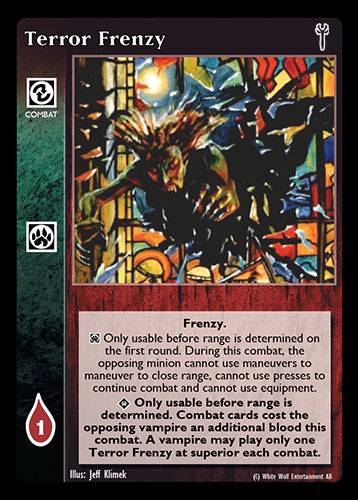 Terror Frenzy
COMBAT
Frenzy.
Only usable before range is determined on
the first round. During this combat, the
opposing minion cannot use maneuvers to
maneuver to close range, cannot use presses to
continue combat and cannot use equipment.
Only usable before range is
determined. Combat cards cost the
opposing vampire an additional blood this
combat. A vampire may play only one
Terror Frenzy at superior each combat.
1
Illus: Jeff Klimek
(C) White Wolf Entertainment AB